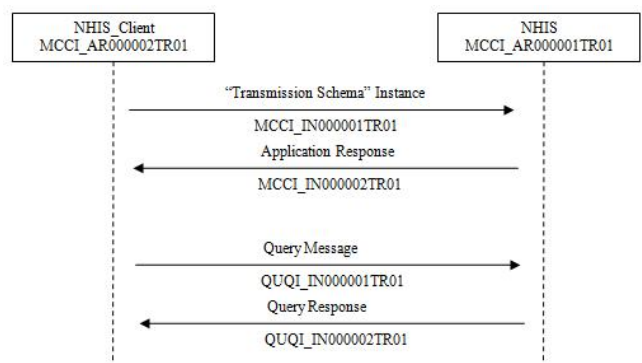 NHIS_Client
MCCI_AR000002TR01
NHIS
MCCI_AR000001TR01
“Transmission Schema” Instance
MCCI_IN000001TR01
Application Response
MCCI_IN000002TR01
Query Message
QUQI_IN000001TR01
Query Response
QUQI_IN000002TR01